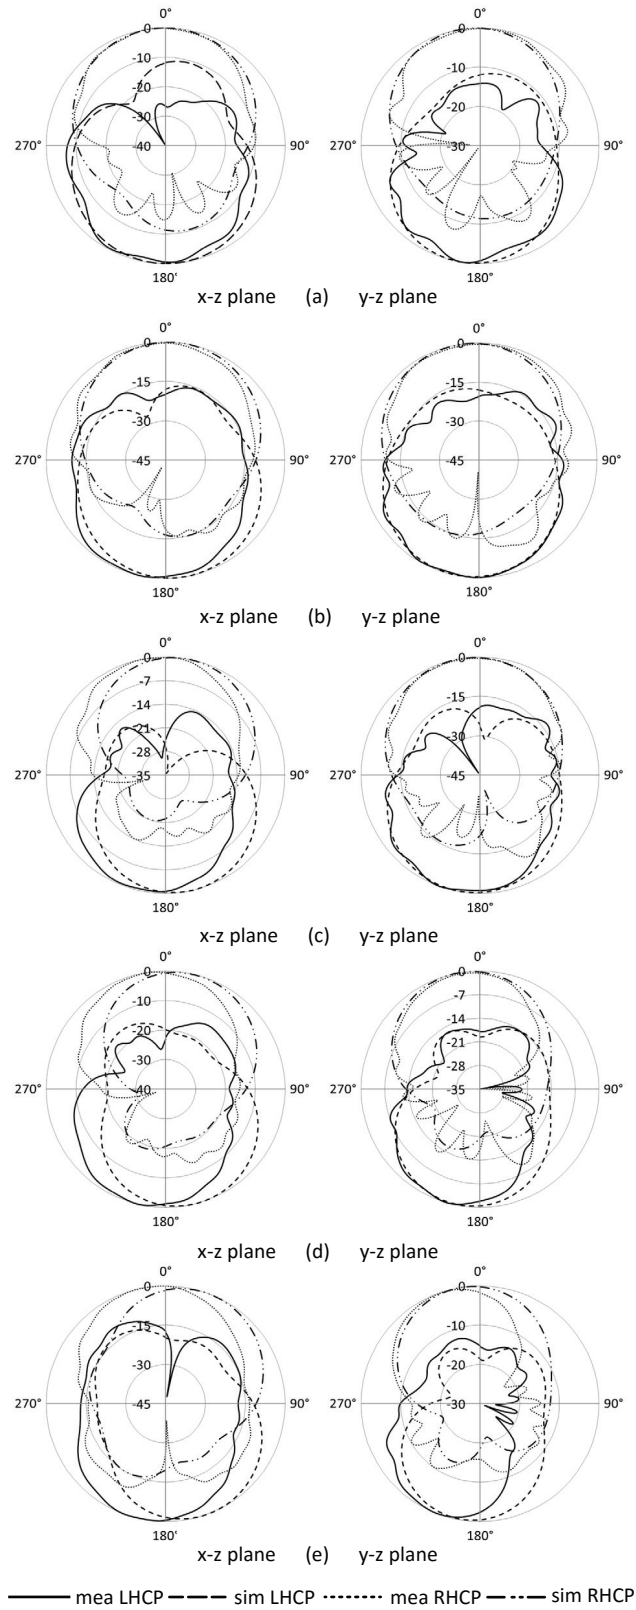 0° 0°
0 0
-10 -10
-20
-30 -20
270° -40 90° 270° 30 90°
180° 180°
x-z plane (a) y-z plane
0° 0°
0 0
-15 -15
-30 -30
270° -45 90° 270° -45 90°
180° 180°
x-z plane (b) y-z plane
0° 0°
0 0
-7
-14 -15
-21
-28 -30
270° -35 90° 270° -45 90°
180° 180°
x-z plane (c) y-z plane
0° 0°
0 0
-10 -7
-14
-20 -21
-30 -28
270° -40 90° 270° -35 90°
180° 180°
x-z plane (d) y-z plane
0° 0°
0 0
-15 -10
-30 -20
270° -45 90° 270° 30 90°
180° 180°
x-z plane (e) y-z plane
mea LHCP sim LHCP mea RHCP sim RHCP